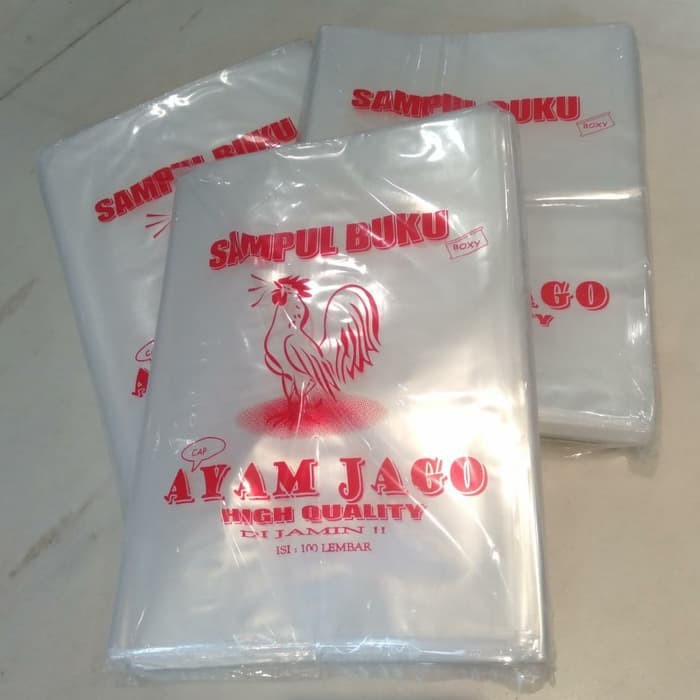 SAMPUL BUKU
BOXY
CAP
AYAM JAGO
HIGH QUALITY
DI JAMIN !!
ISI : 100 LEMBAR
SAMPUL BUKU
SAMPUL BUKU
BOXY